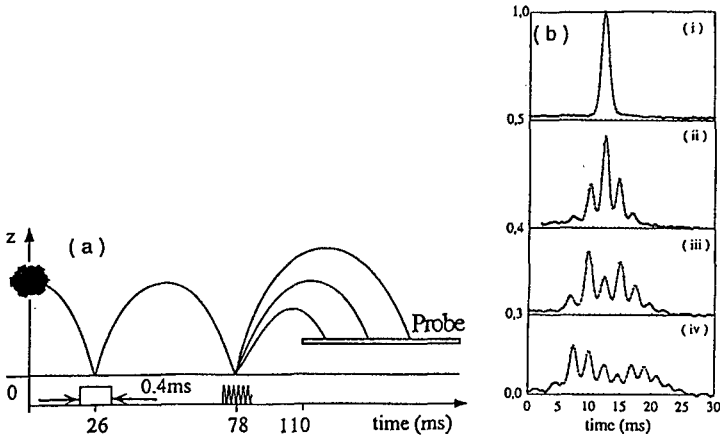 (a)
z
Probe
0
0.4ms
26
78
110
time (ms)
(b)
1,0
(i)
0,5
(ii)
0,4
(iii)
0,3
(iv)
0,0
0
5
10
15
20
25
30
time (ms)